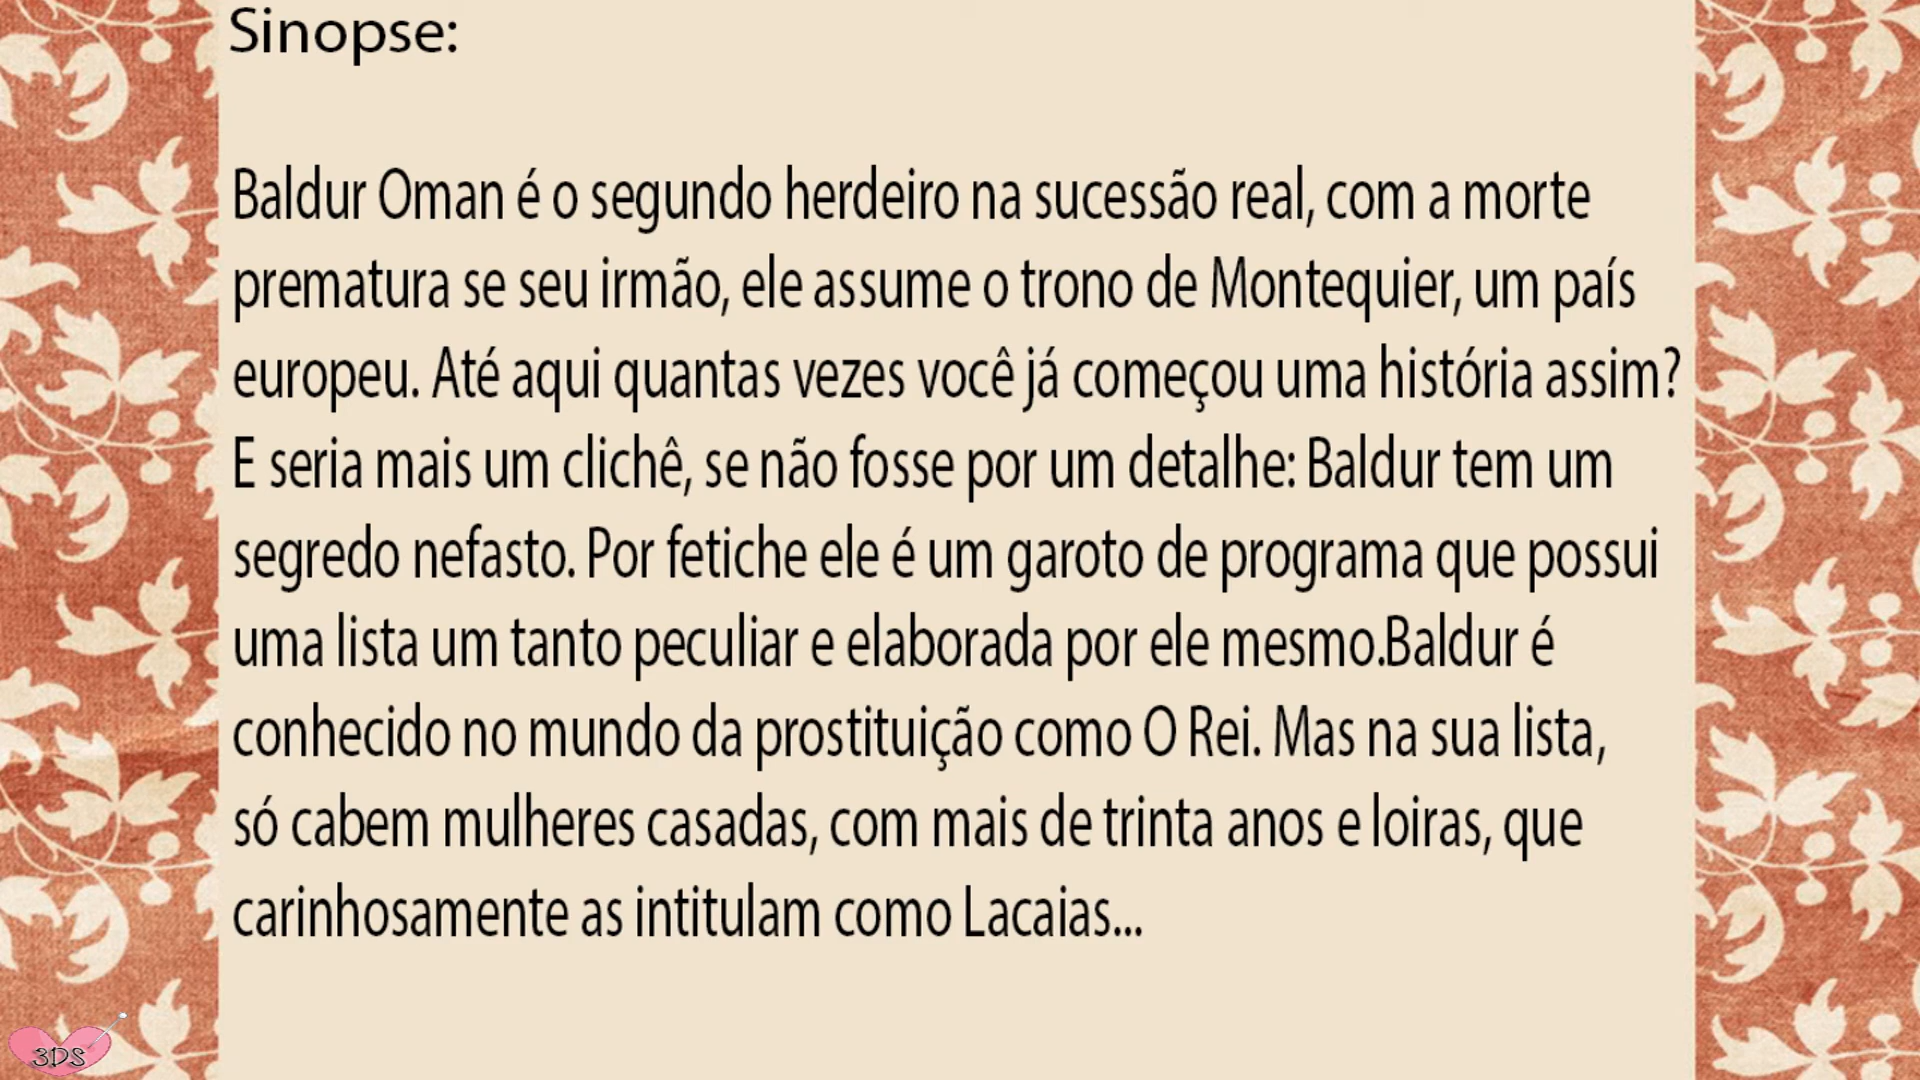 Sinopse:
Baldur Oman é o segundo herdeiro na sucessão real, com a morte
prematura se seu irmão, ele assume o trono de Montequier, um país
europeu. Até aqui quantas vezes você já começou uma história assim?
E seria mais um clichê, se não fosse por um detalhe: Baldur tem um
segredo nefasto. Por fetiche ele é um garoto de programa que possui
uma lista um tanto peculiar e elaborada por ele mesmo.Baldur é
conhecido no mundo da prostituição como O Rei. Mas na sua lista,
só cabem mulheres casadas, com mais de trinta anos e loiras, que
carinhosamente as intitulam como Lacaias...
3DS